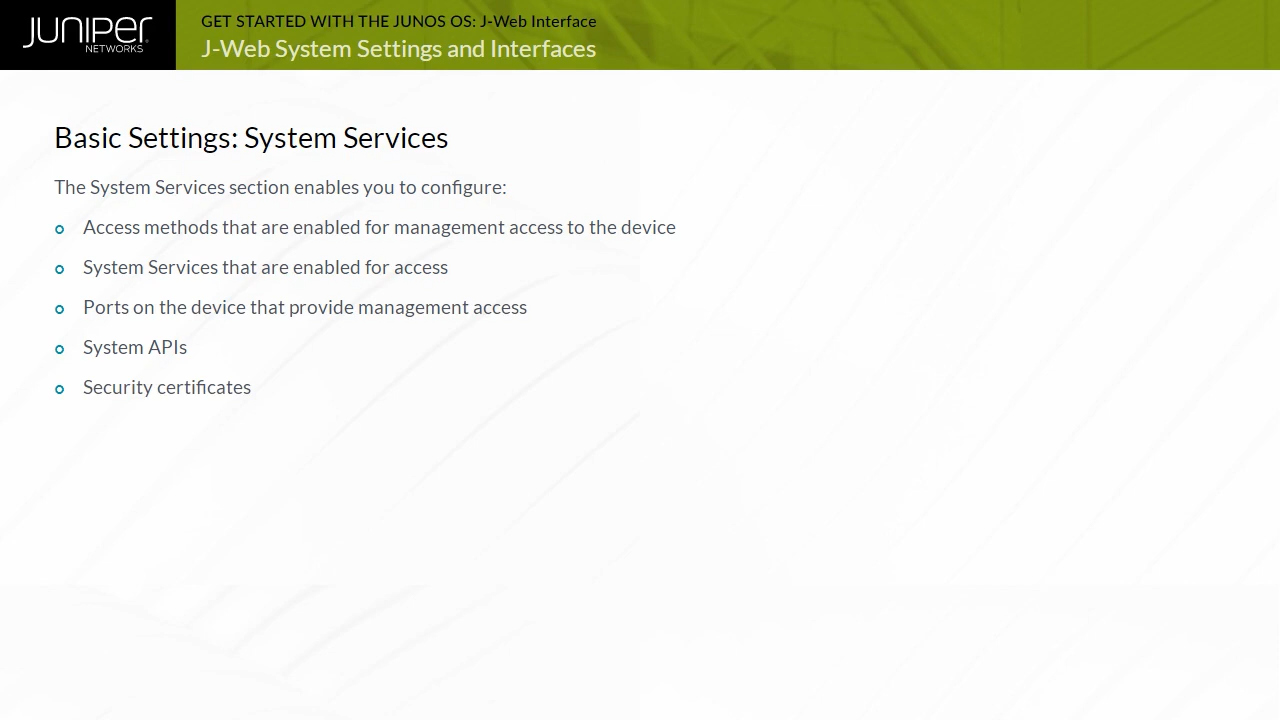 JUNIPER
NETWORKS
GET STARTED WITH THE JUNOS OS: J-Web Interface
J-Web System Settings and Interfaces
Basic Settings: System Services
The System Services section enables you to configure:
Access methods that are enabled for management access to the device
System Services that are enabled for access
Ports on the device that provide management access
System APIs
Security certificates